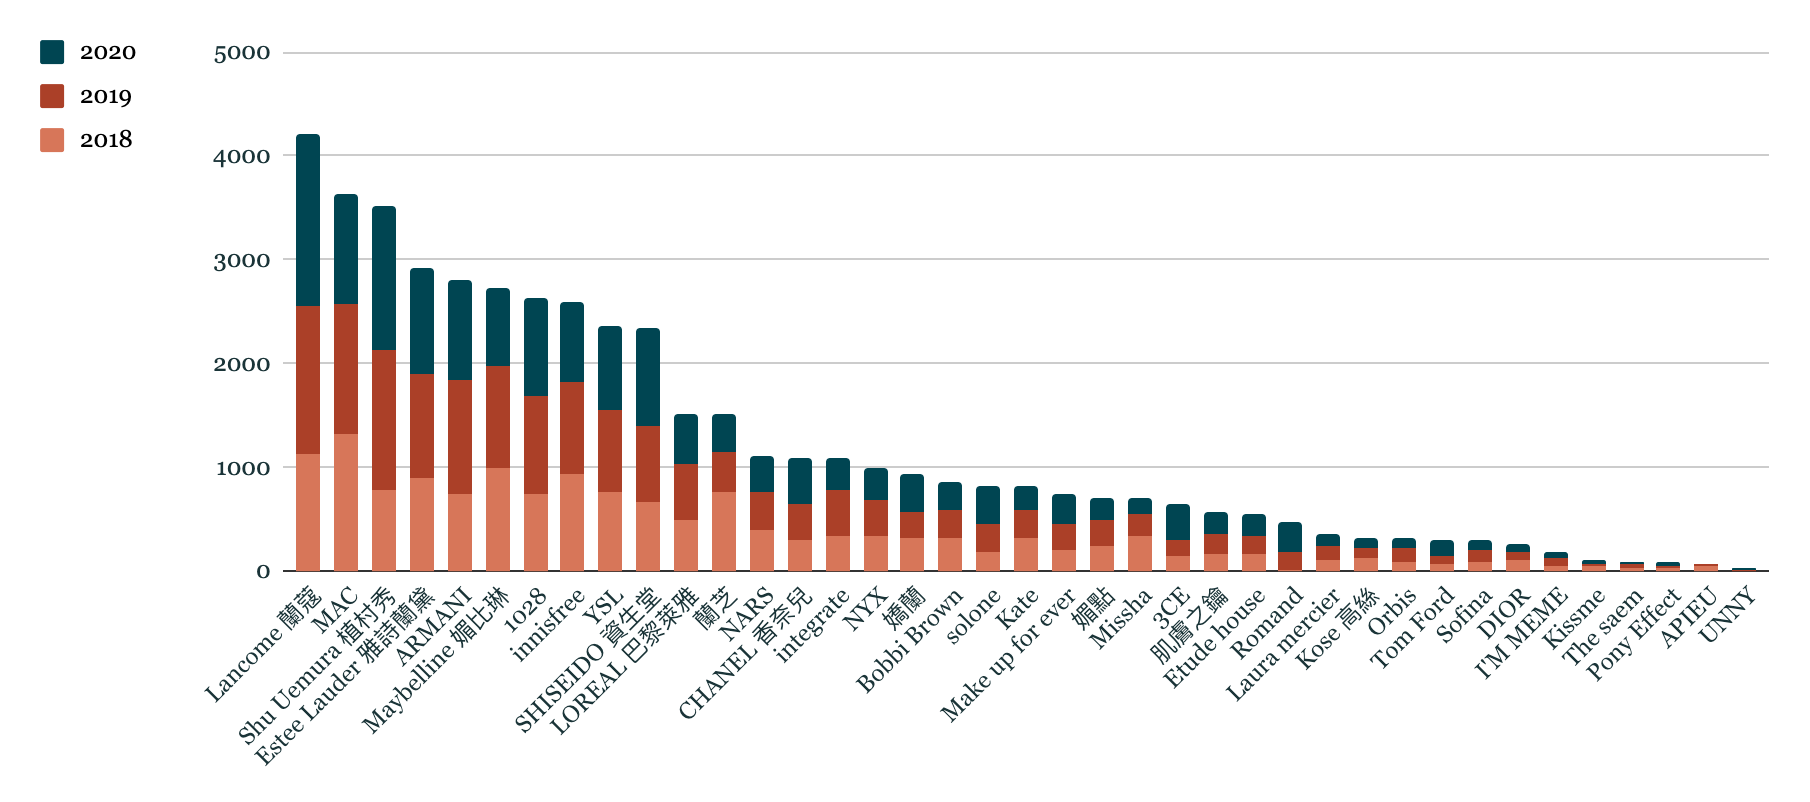 2020
2019
2018
5000
4000
3000
2000
1000
0
Lancome 蘭蔻
MAC
Shu Uemura 植村秀
Estee Lauder 雅詩蘭黛
ARMANI
Maybelline 媚比琳
1028
innisfree
YSL
SHISEIDO 資生堂
LOREAL 巴黎萊雅
蘭芝
NARS
CHANEL 香奈兒
integrate
NYX
嬌蘭
Bobbi Brown
solone
Kate
Make up for ever
媚點
Missha
3CE
肌膚之鑰
Etude house
Romand
Laura mercier
Kose 高絲
Orbis
Tom Ford
Sofina
DIOR
I'M MEME
Kissme
The saem
Pony Effect
APIEU
UNNY